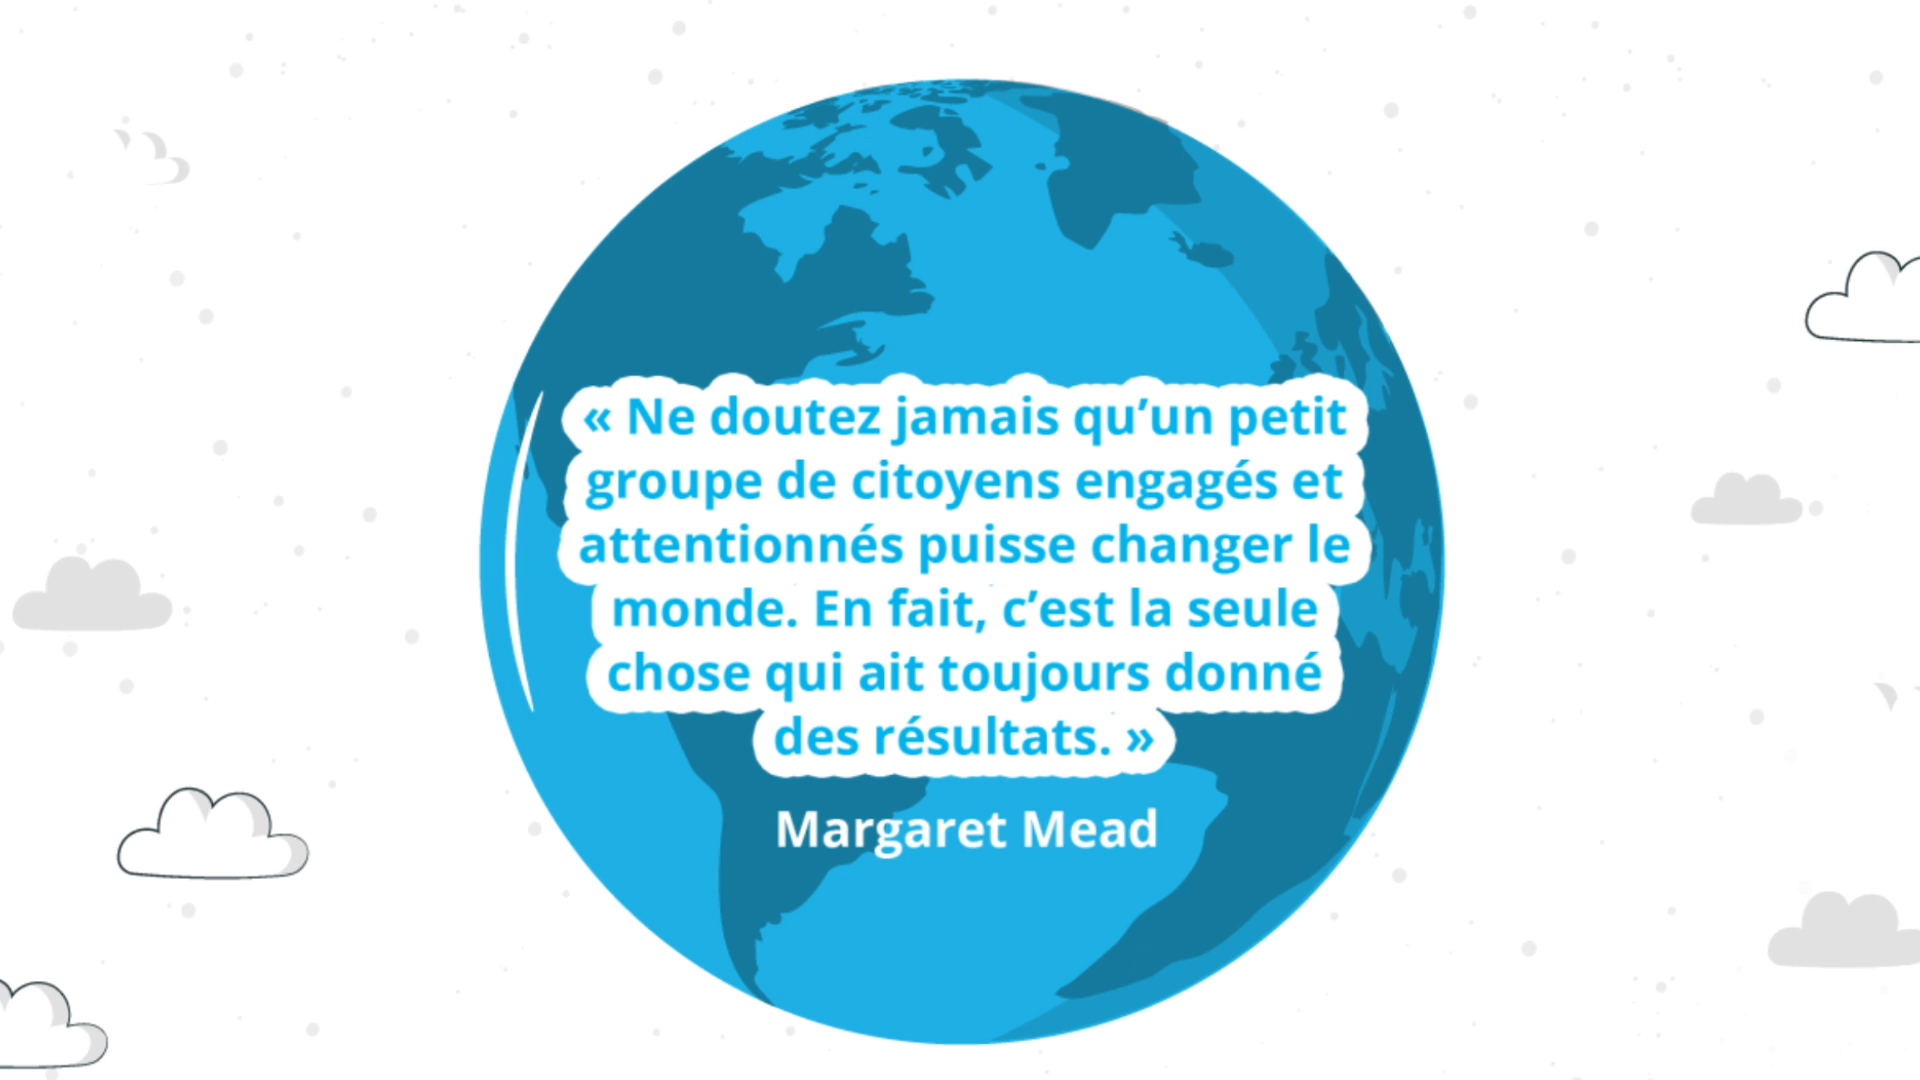 « Ne doutez jamais qu’un petit
groupe de citoyens engagés et
attentionnés puisse changer le
monde. En fait, c’est la seule
chose qui ait toujours donné
des résultats. »
Margaret Mead